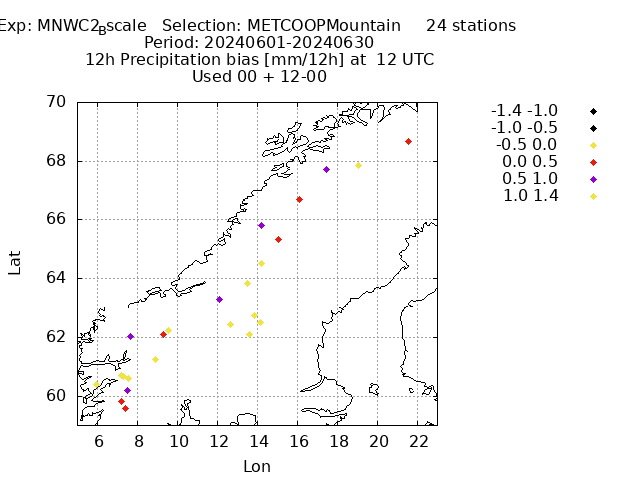 Exp: MNWC2_Bscale   Selection: METCOOPMountain     24 stations
Period: 20240601-20240630
12h Precipitation bias [mm/12h] at  12 UTC
Used 00 + 12-00
-1.4 -1.0
-1.0 -0.5
-0.5 0.0
0.0 0.5
0.5 1.0
1.0 1.4
70
68
66
64
62
60
Lat
6 8 10 12 14 16 18 20 22
Lon